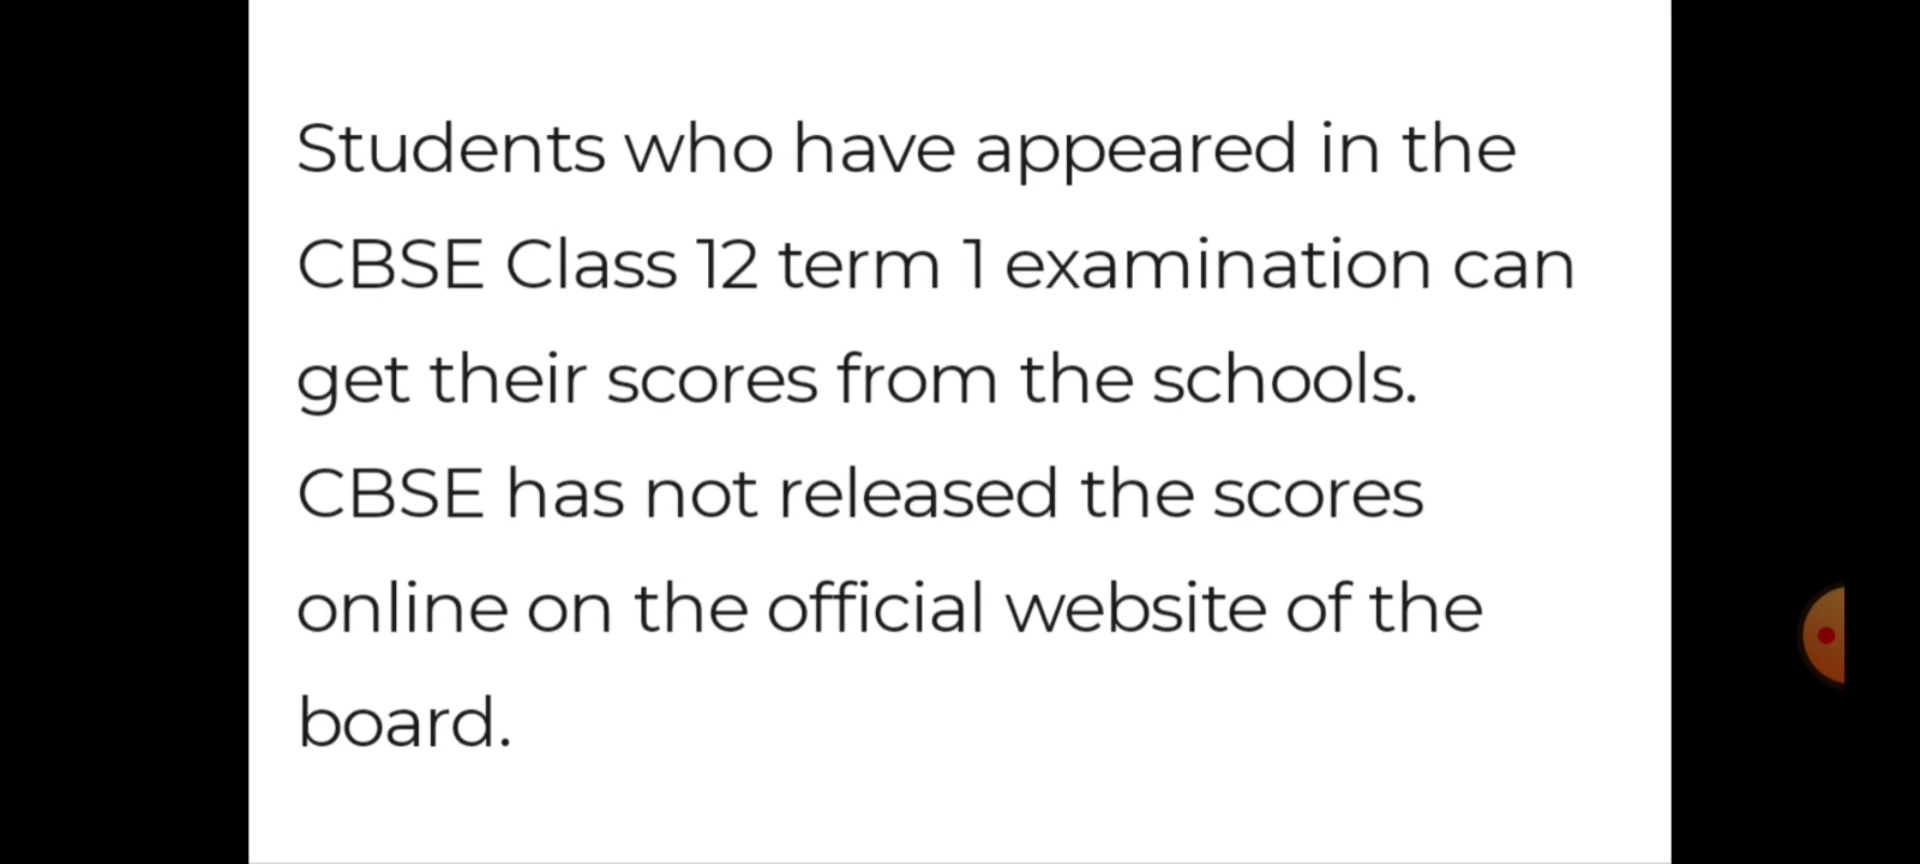 Students who have appeared in the
CBSE Class 12 term 1 examination can
get their scores from the schools.
CBSE has not released the scores
online on the official website of the
board.